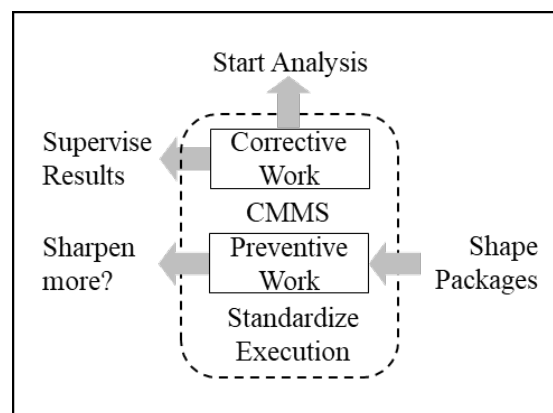 Start Analysis
Supervise
Results
Corrective
Work
CMMS
Sharpen
more?
Preventive
Work
Shape
Packages
Standardize
Execution